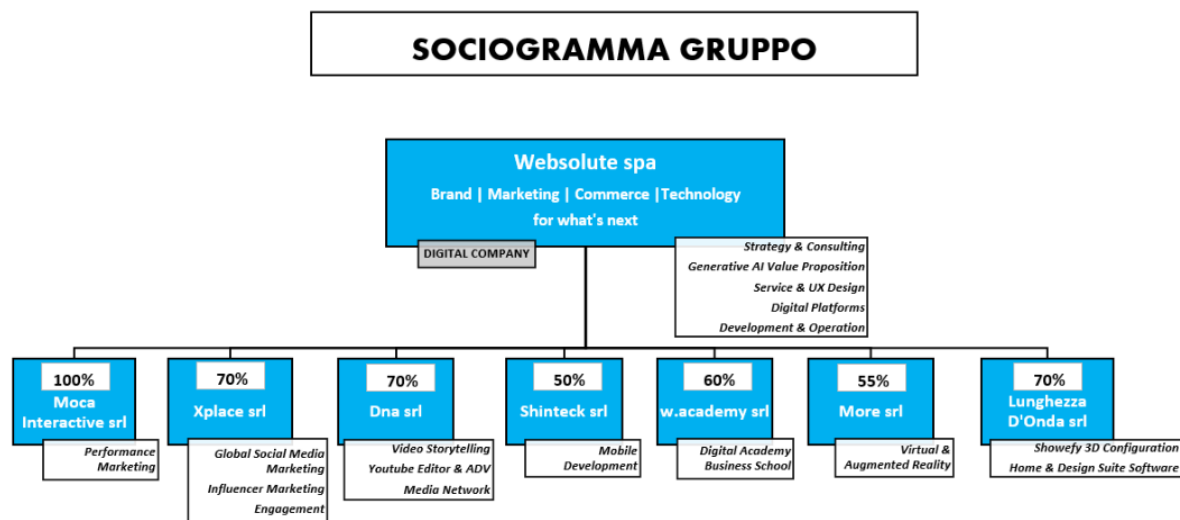 SOCIOGRAMMA GRUPPO
Websolute spa
Brand | Marketing | Commerce |Technology
for what's next
DIGITAL COMPANY
Strategy & Consulting
Generative AI Value Proposition
Service & UX Design
Digital Platforms
Development & Operation
100%
Moca
Interactive srl
Performance
Marketing
70%
Xplace srl
Global Social Media
Marketing
Influencer Marketing
Engagement
70%
Dna srl
Video Storytelling
Youtube Editor & ADV
Media Network
50%
Shinteck srl
Mobile
Development
60%
w.academy srl
Digital Academy
Business School
55%
More srl
Virtual &
Augmented Reality
70%
Lunghezza
D'Onda srl
Showefy 3D Configuration
Home & Design Suite Software